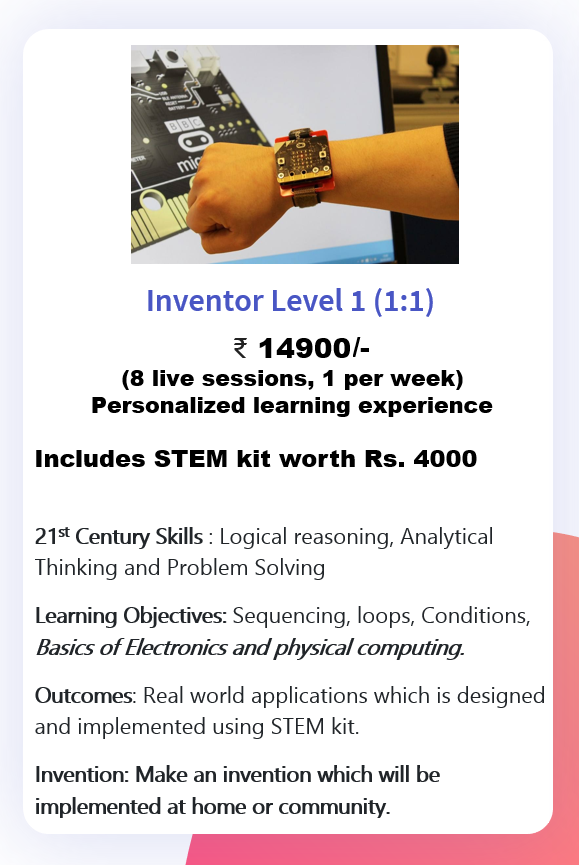 BBC
mic
Inventor Level 1 (1:1)
₹ 14900/-
(8 live sessions, 1 per week)
Personalized learning experience
Includes STEM kit worth Rs. 4000
21st Century Skills : Logical reasoning, Analytical
Thinking and Problem Solving
Learning Objectives: Sequencing, loops, Conditions,
Basics of Electronics and physical computing.
Outcomes: Real world applications which is designed
and implemented using STEM kit.
Invention: Make an invention which will be
implemented at home or community.